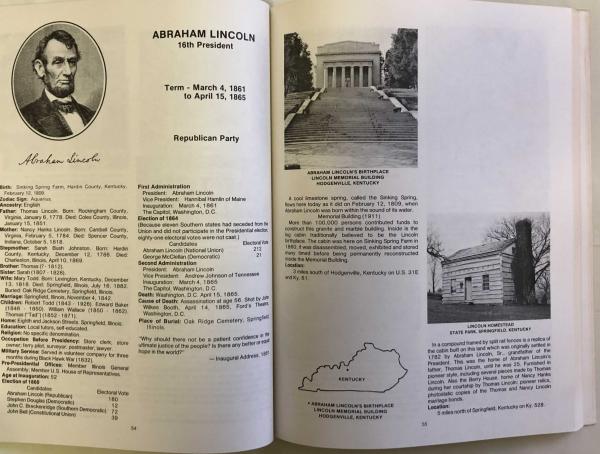 ABRAHAM LINCOLN
16th President
Term - March 4, 1861
to April 15, 1865
Republican Party
Abraham Lincoln
Birth: Sinking Spring Farm, Hardin County, Kentucky,
February 12, 1809.
Zodiac Sign: Aquarius.
Ancestry: English
Father: Thomas Lincoln. Born: Rockingham County,
Virginia, January 6, 1778. Died: Coles County, Illinois,
January 15, 1851.
Mother: Nancy Hanks Lincoln. Born: Campbell County,
Virginia, February 5, 1784. Died: Spencer County,
Indiana, October 5, 1818.
Stepmother: Sarah Bush Johnston. Born: Hardin
County, Kentucky, December 12, 1788. Died:
Charleston, Illinois, April 10, 1869.
Brother: Thomas (? - 1812).
Sister: Sarah (1807 - 1828).
Wife: Mary Todd. Born: Lexington, Kentucky, December
13, 1818. Died: Springfield, Illinois, July 16, 1882.
Buried: Oak Ridge Cemetery, Springfield, Illinois.
Marriage: Springfield, Illinois, November 4, 1842.
Children: Robert Todd (1843 - 1926), Edward Baker
(1846 - 1850), William Wallace (1850 - 1862),
Thomas ("Tad") (1852 - 1871).
Home: Eighth and Jackson Streets, Springfield, Illinois.
Education: Local tutors, self-educated.
Religion: No specific denomination.
Occupation Before Presidency: Store clerk, store
owner, ferry pilot, surveyor, postmaster, lawyer.
Military Service: Served in volunteer company for three
months during Black Hawk War (1832).
Pre-Presidential Offices: Member Illinois General
Assembly; Member U.S. House of Representatives.
Age at Inauguration: 52
Election of 1860
Candidates Electoral Vote
Abraham Lincoln (Republican) 180
Stephen Douglas (Democratic) 12
John C. Breckenridge (Southern Democratic) 72
John Bell (Constitutional Union) 39
First Administration
President: Abraham Lincoln
Vice President: Hannibal Hamlin of Maine
Inauguration: March 4, 1861
The Capitol, Washington, D.C.
Election of 1864
(Because eleven Southern states had seceded from the
Union and did not participate in the Presidential election,
eighty-one electoral votes were not cast.)
Candidates Electoral Vote
Abraham Lincoln (National Union) 212
George McClellan (Democratic) 21
Second Administration
President: Abraham Lincoln
Vice President: Andrew Johnson of Tennessee
Inauguration: March 4, 1865
The Capitol, Washington, D.C.
Death: Washington, D.C. April 15, 1865.
Cause of Death: Assassination at age 56. Shot by John
Wilkes Booth, April 14, 1865, Ford's Theatre,
Washington, D.C.
Place of Burial: Oak Ridge Cemetery, Springfield,
Illinois.
"Why should there not be a patient confidence in the
ultimate justice of the people? Is there any better or equal
hope in the world?"
— Inaugural Address, 1861
54
ABRAHAM LINCOLN'S BIRTHPLACE
LINCOLN MEMORIAL BUILDING
HODGENVILLE, KENTUCKY
A cool limestone spring, called the Sinking Spring,
flows here today as it did on February 12, 1809, when
Abraham Lincoln was born within the sound of its water.
Memorial Building (1911)
More than 100,000 persons contributed funds to
construct the granite and marble building. Inside is the
log cabin traditionally believed to be the Lincoln
birthplace. The cabin was here on Sinking Spring Farm in
1860; it was disassembled, moved, exhibited and stored
many times before being permanently reconstructed
inside the Memorial Building.
Location:
3 miles south of Hodgenville, Kentucky on U.S. 31E
and Ky. 61.
KENTUCKY
• ABRAHAM LINCOLN'S BIRTHPLACE
LINCOLN MEMORIAL BUILDING
HODGENVILLE, KENTUCKY
LINCOLN HOMESTEAD
STATE PARK, SPRINGFIELD, KENTUCKY
In a compound framed by split rail fences is a replica of
the cabin built on this land which was originally settled in
1782 by Abraham Lincoln, Sr., grandfather of the
President. This was the home of Abraham Lincoln's
father, Thomas Lincoln, until he was 25. Furnished in
pioneer style, including several pieces made by Thomas
Lincoln. Also the Berry House, home of Nancy Hanks
during her courtship by Thomas Lincoln; pioneer relics,
photostatic copies of the Thomas and Nancy Lincoln
marriage bonds.
Location:
5 miles north of Springfield, Kentucky on Ky. 528.
55